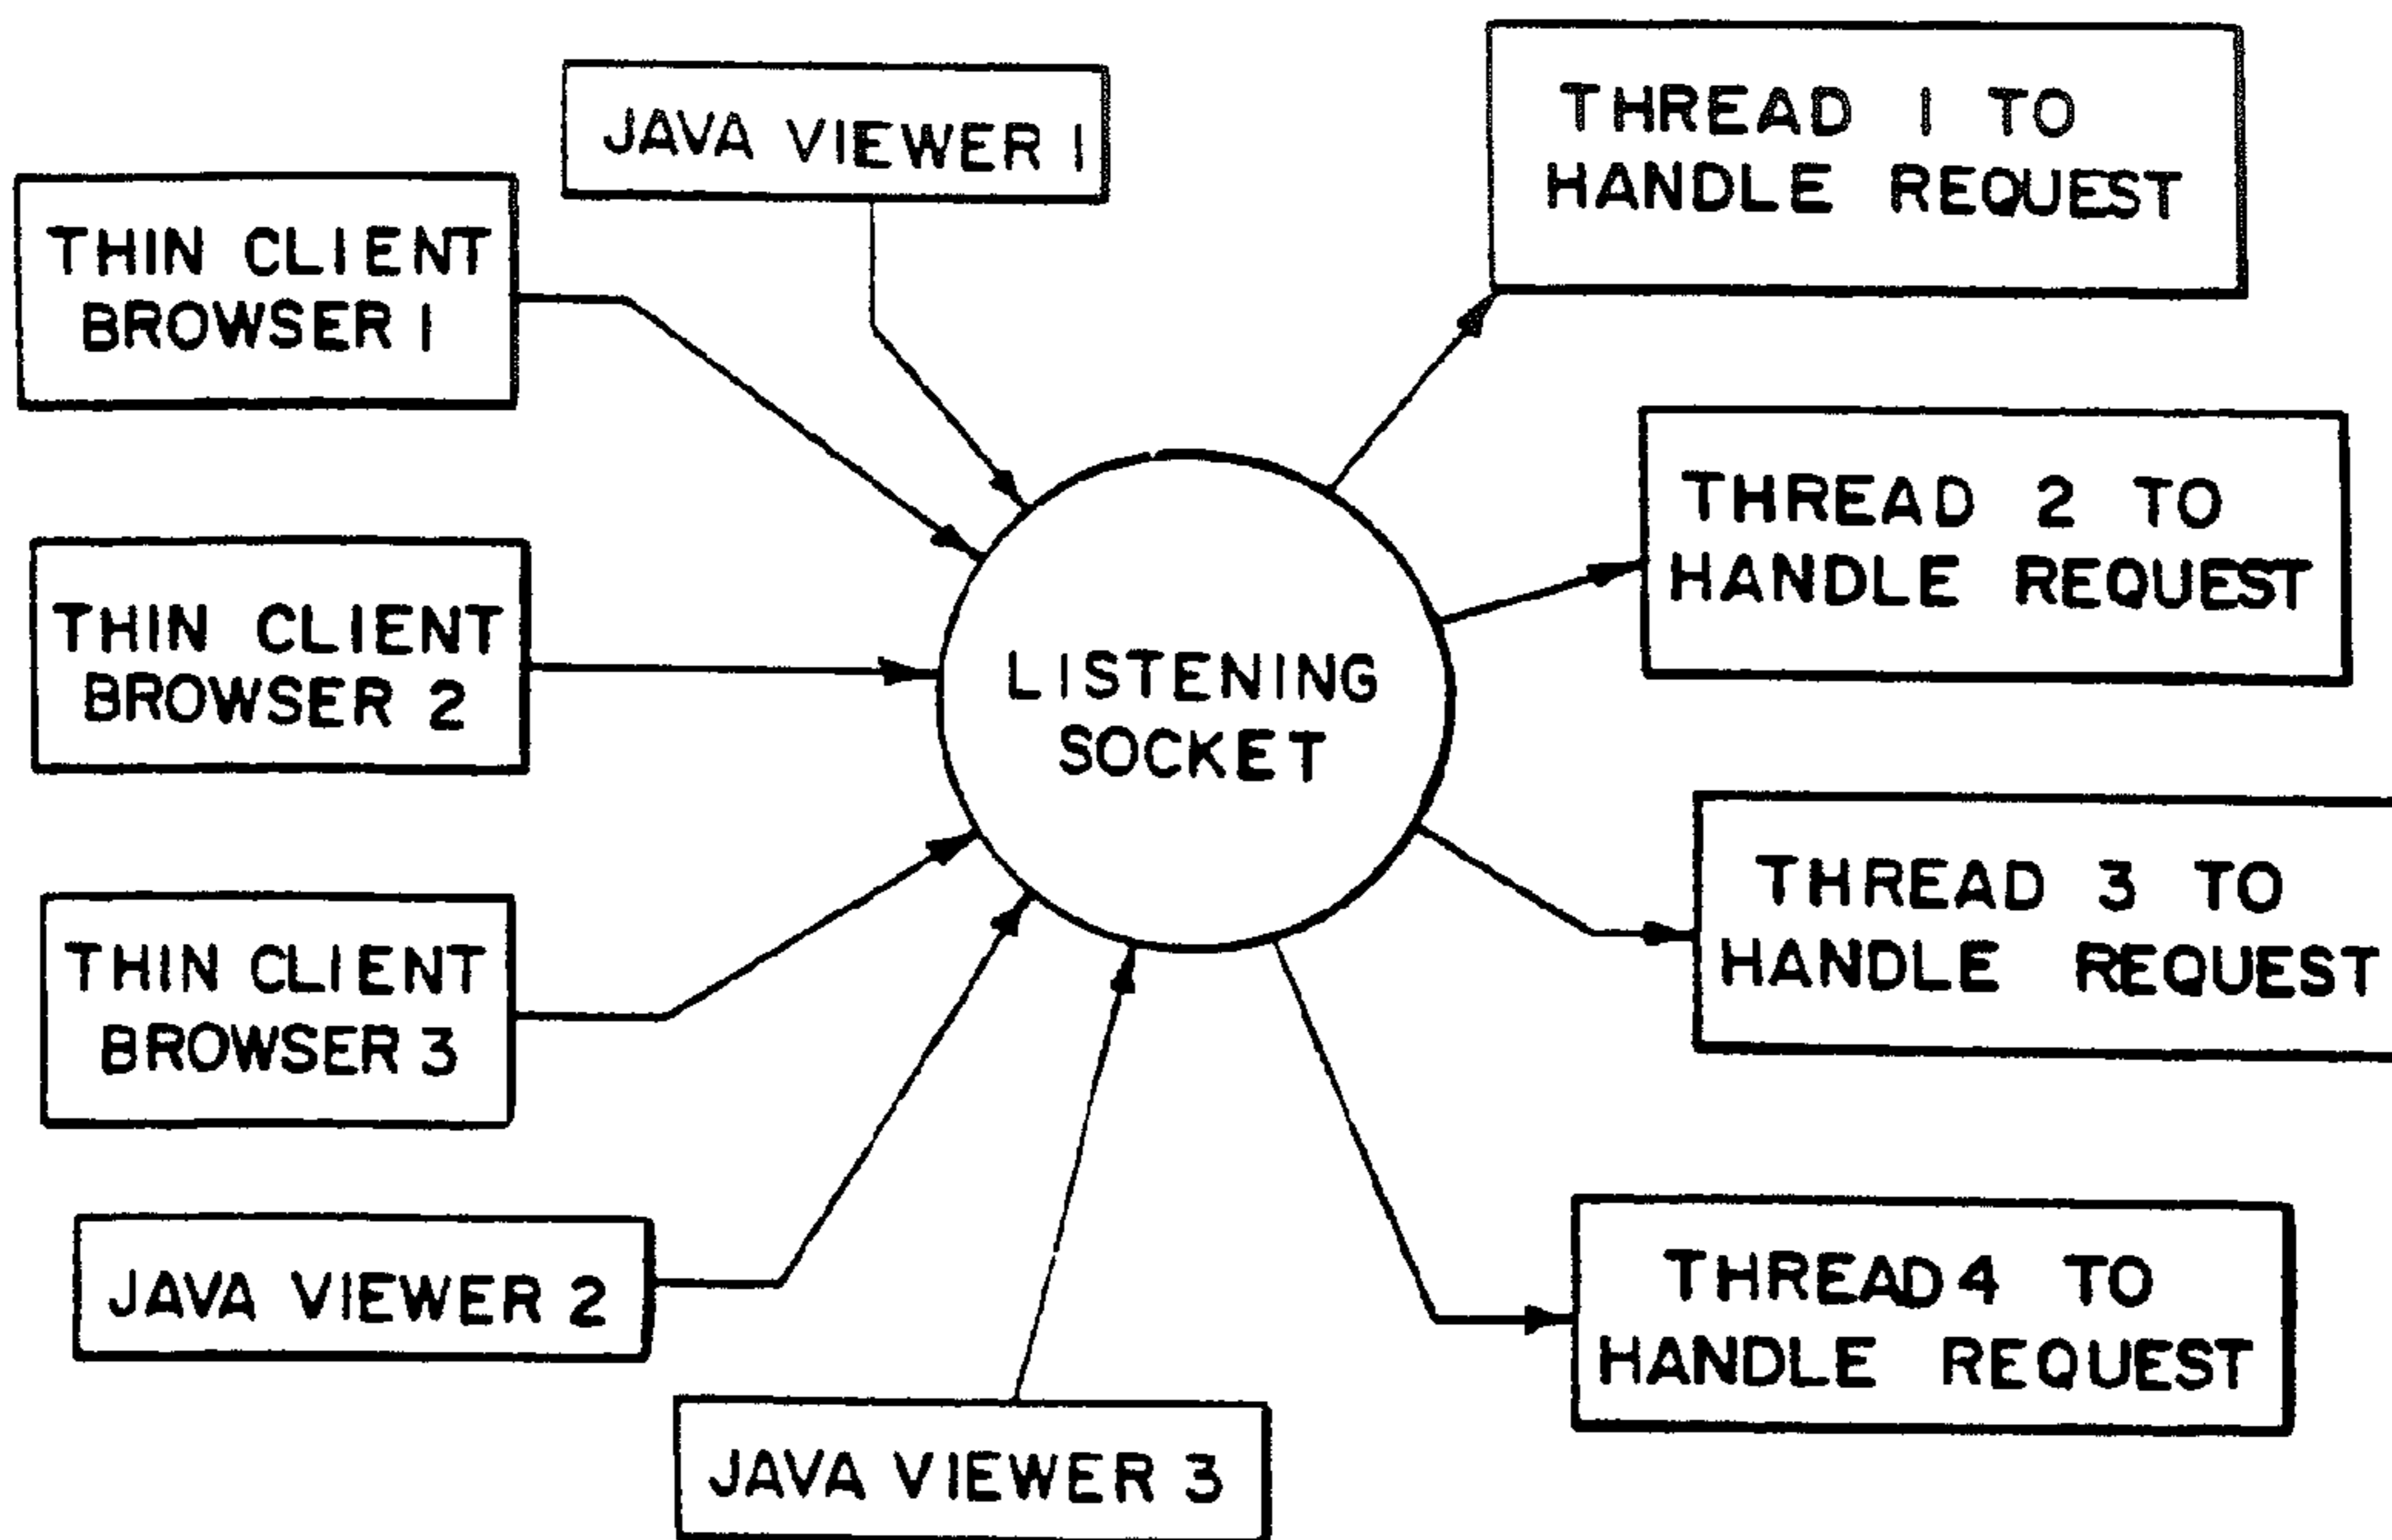 JAVA VIEWER 1
THIN CLIENT
BROWSER 1
THIN CLIENT
BROWSER 2
THIN CLIENT
BROWSER 3
JAVA VIEWER 2
JAVA VIEWER 3
LISTENING
SOCKET
THREAD 1 TO
HANDLE REQUEST
THREAD 2 TO
HANDLE REQUEST
THREAD 3 TO
HANDLE REQUEST
THREAD 4 TO
HANDLE REQUEST